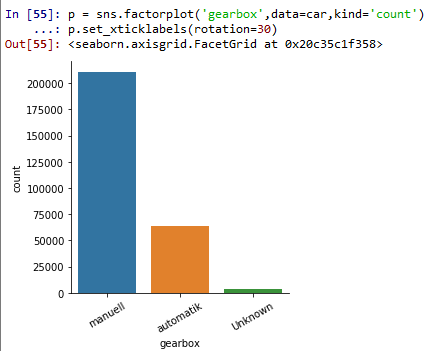 In [55]: p = sns.factorplot('gearbox',data=car,kind='count')
    ...: p.set_xticklabels(rotation=30)
Out[55]: <seaborn.axisgrid.FacetGrid at 0x20c35c1f358>
200000
175000
150000
125000
100000
75000
50000
25000
0
count
manuell
automatik
Unknown
gearbox